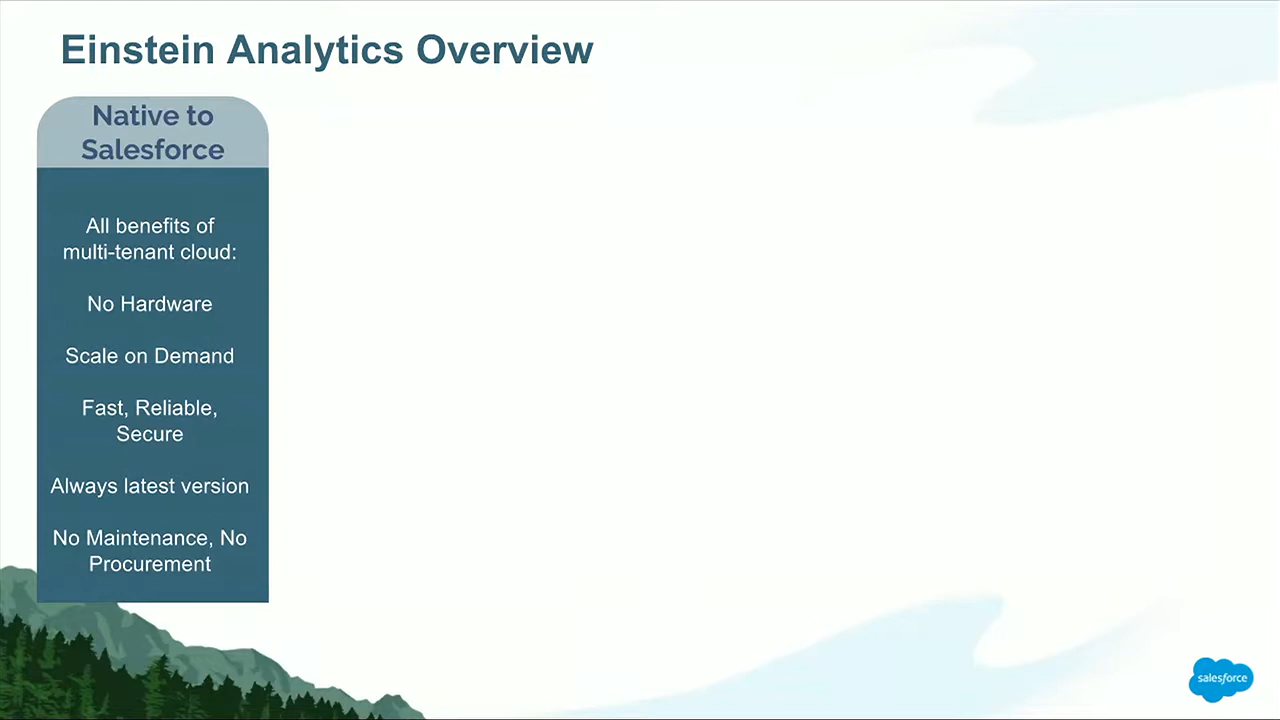 Einstein Analytics Overview
Native to
Salesforce
All benefits of
multi-tenant cloud:
No Hardware
Scale on Demand
Fast, Reliable,
Secure
Always latest version
No Maintenance, No
Procurement
salesforce